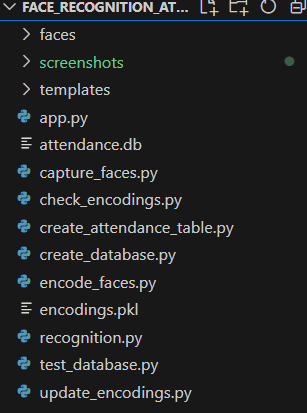 FACE_RECOGNITION_AT...
faces
screenshots
templates
app.py
attendance.db
capture_faces.py
check_encodings.py
create_attendance_table.py
create_database.py
encode_faces.py
encodings.pkl
recognition.py
test_database.py
update_encodings.py